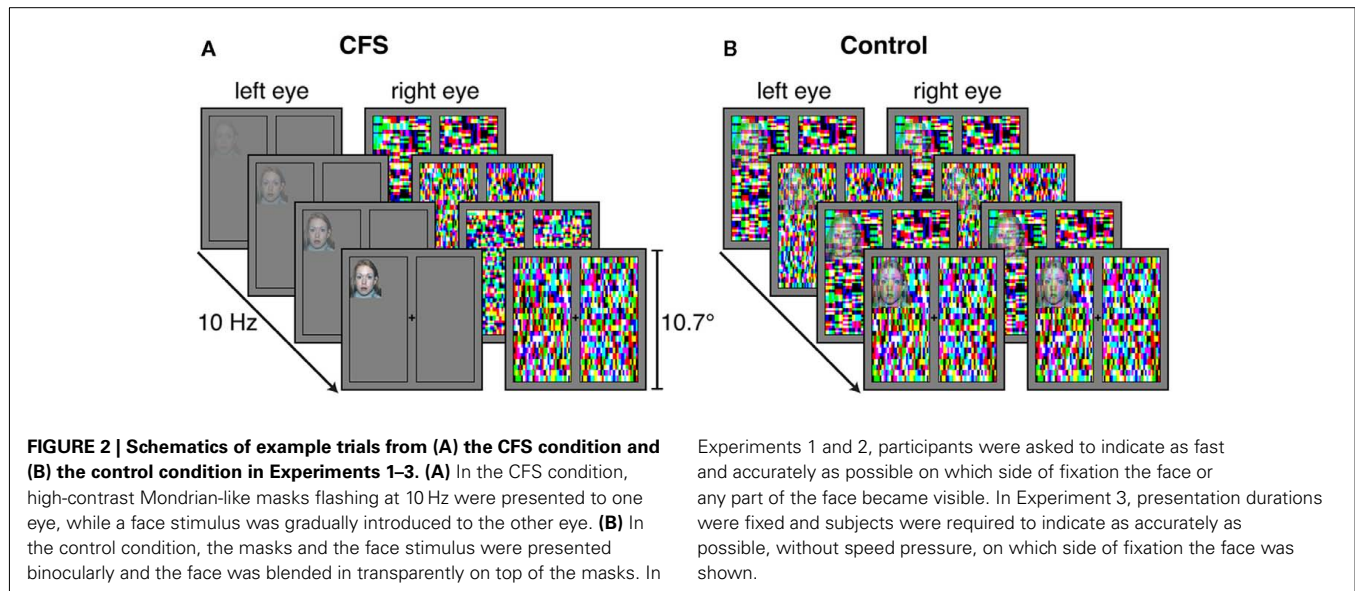 A CFS
B Control
left eye right eye
left eye right eye
10 Hz
10.7°
FIGURE 2 | Schematics of example trials from (A) the CFS condition and
(B) the control condition in Experiments 1–3. (A) In the CFS condition,
high-contrast Mondrian-like masks flashing at 10 Hz were presented to one
eye, while a face stimulus was gradually introduced to the other eye. (B) In
the control condition, the masks and the face stimulus were presented
binocularly and the face was blended in transparently on top of the masks. In
Experiments 1 and 2, participants were asked to indicate as fast
and accurately as possible on which side of fixation the face or
any part of the face became visible. In Experiment 3, presentation durations
were fixed and subjects were required to indicate as accurately as
possible, without speed pressure, on which side of fixation the face was
shown.